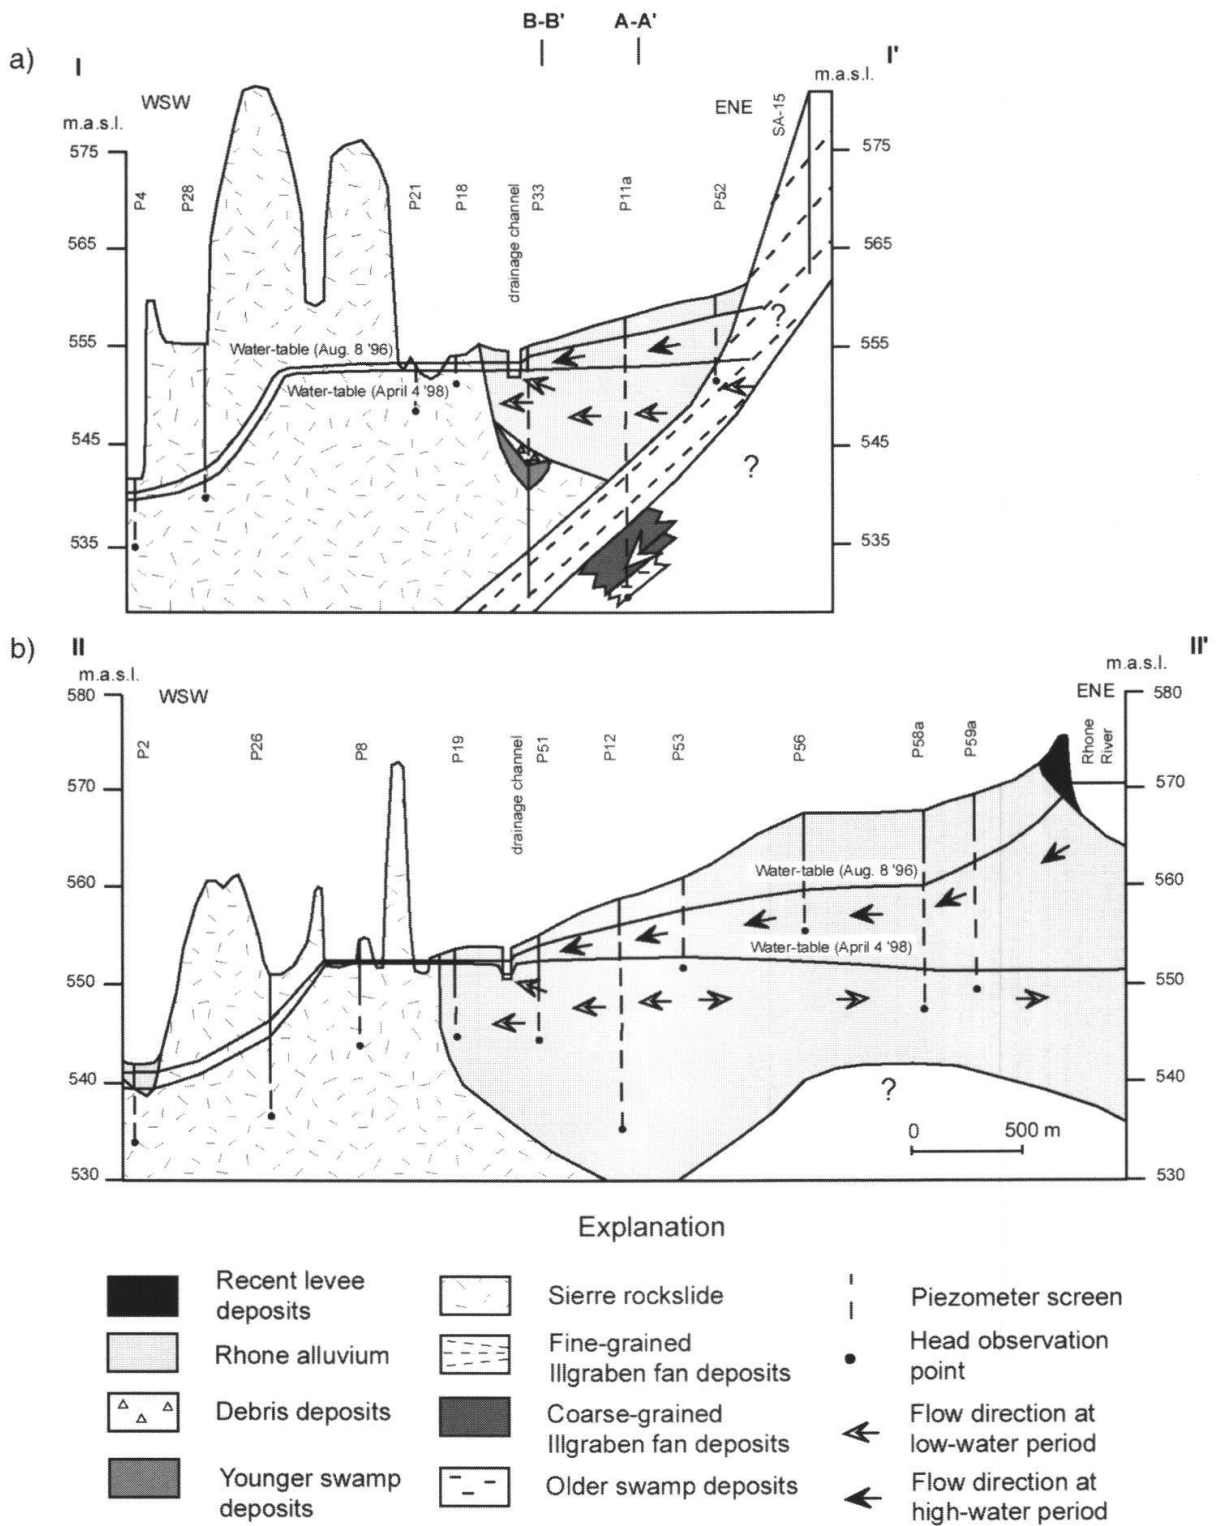 B-B' A-A'
a) I I'
m.a.s.l.
WSW ENE
m.a.s.l.
SA-15
575 575
P4
P28
P21
P18
drainage channel
P33
P11a
P52
565 565
?
555 555
Water-table (Aug. 8 '96)
Water-table (April 4 '98)
545 545
?
535 535
b) II II'
m.a.s.l. m.a.s.l.
580 WSW ENE 580
P2
P26
P8
P19
drainage channel
P51
P12
P53
P56
P58a
P59a
Rhone
River
570 570
Water-table (Aug. 8 '96)
560 560
Water-table (April 4 '98)
550 550
540 540
?
0 500 m
530 530
Explanation
Recent levee
deposits
Rhone alluvium
Debris deposits
Younger swamp
deposits
Sierre rockslide
Fine-grained
Illgraben fan deposits
Coarse-grained
Illgraben fan deposits
Older swamp deposits
Piezometer screen
Head observation
point
Flow direction at
low-water period
Flow direction at
high-water period